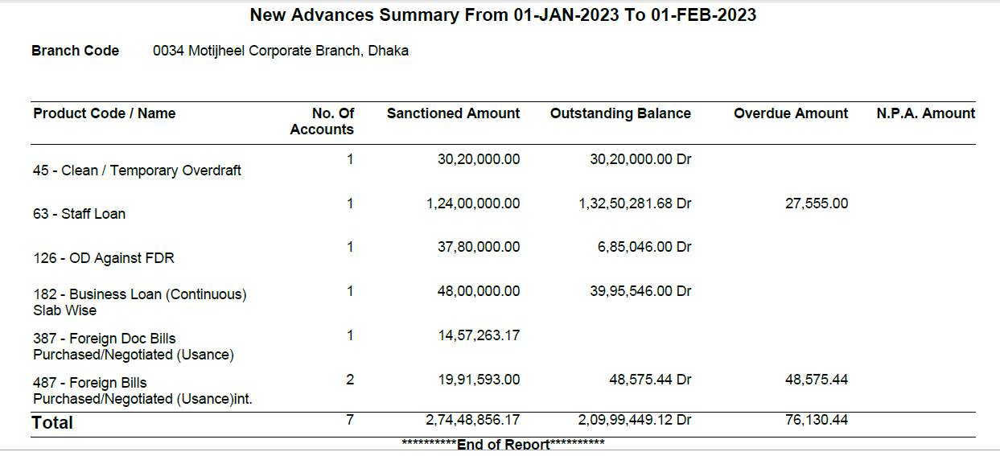 New Advances Summary From 01-JAN-2023 To 01-FEB-2023
Branch Code 0034 Motijheel Corporate Branch, Dhaka
Product Code / Name No. Of Sanctioned Amount Outstanding Balance Overdue Amount N.P.A. Amount
Accounts
1 30,20,000.00 30,20,000.00 Dr
45 - Clean / Temporary Overdraft
1 1,24,00,000.00 1,32,50,281.68 Dr 27,555.00
63 - Staff Loan
1 37,80,000.00 6,85,046.00 Dr
126 - OD Against FDR
182 - Business Loan (Continuous) 1 48,00,000.00 39,95,546.00 Dr
Slab Wise
387 - Foreign Doc Bills 1 14,57,263.17
Purchased/Negotiated (Usance)
487 - Foreign Bills 2 19,91,593.00 48,575.44 Dr 48,575.44
Purchased/Negotiated (Usance)int.
Total 7 2,74,48,856.17 2,09,99,449.12 Dr 76,130.44
**********End of Report**********